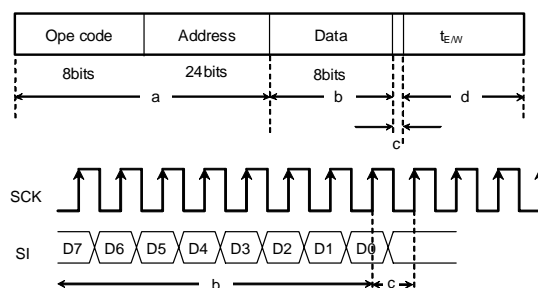 Ope code Address Data tE/W
8bits 24bits 8bits
a b d
c
SCK
SI D7 D6 D5 D4 D3 D2 D1 D0
b c